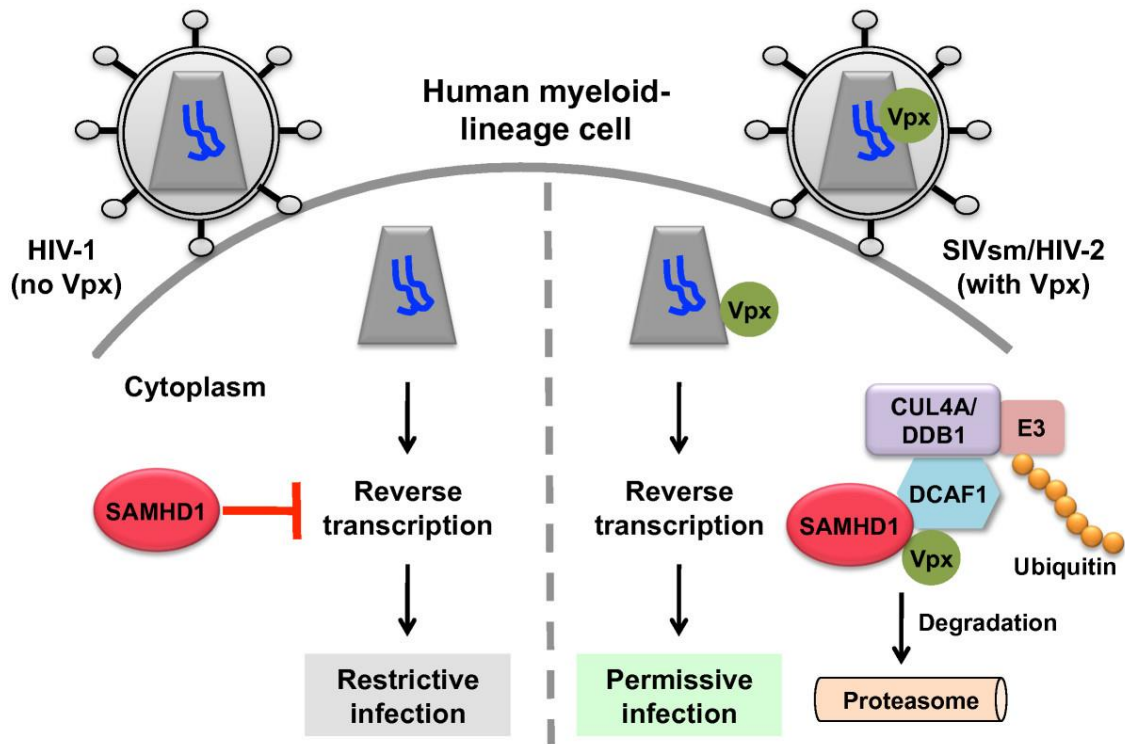 Human myeloid-
lineage cell
HIV-1
(no Vpx)
Cytoplasm
SAMHD1
Reverse
transcription
Restrictive
infection
Vpx
SIVsm/HIV-2
(with Vpx)
Vpx
Reverse
transcription
Permissive
infection
CUL4A/
DDB1
E3
DCAF1
SAMHD1
Vpx
Ubiquitin
Degradation
Proteasome